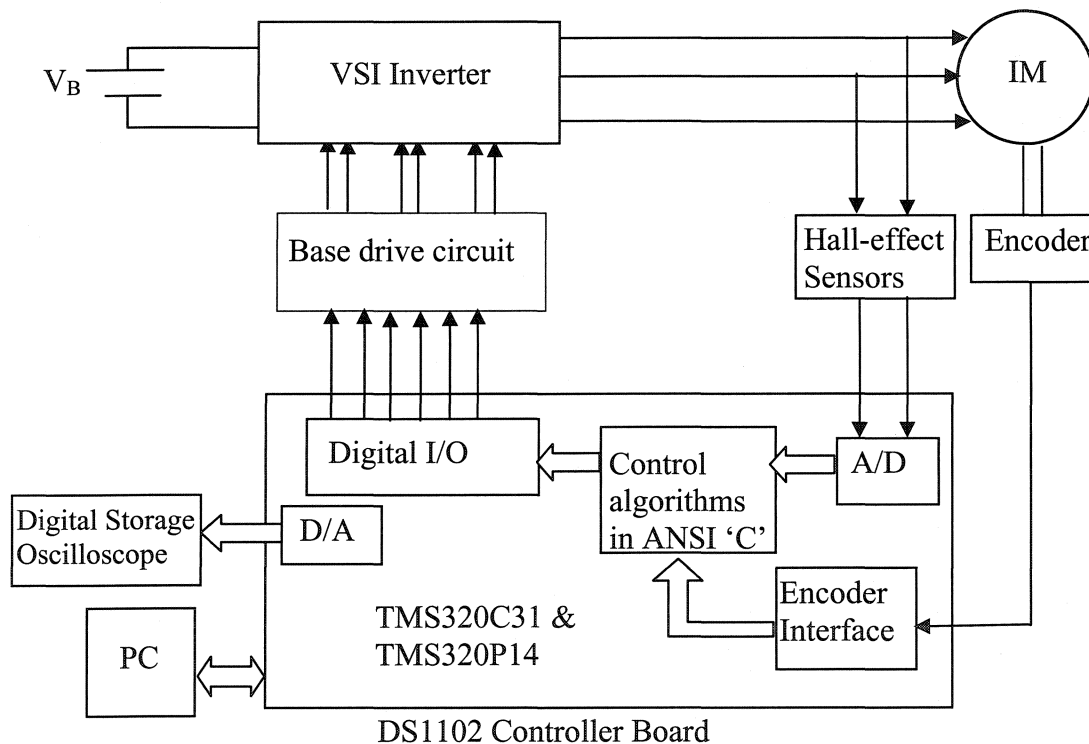 VSI Inverter
V_B
IM
Base drive circuit
Hall-effect
Sensors
Encoder
Digital I/O
Control
algorithms
in ANSI ‘C’
A/D
Digital Storage
Oscilloscope
D/A
Encoder
Interface
TMS320C31 &
TMS320P14
PC
DS1102 Controller Board